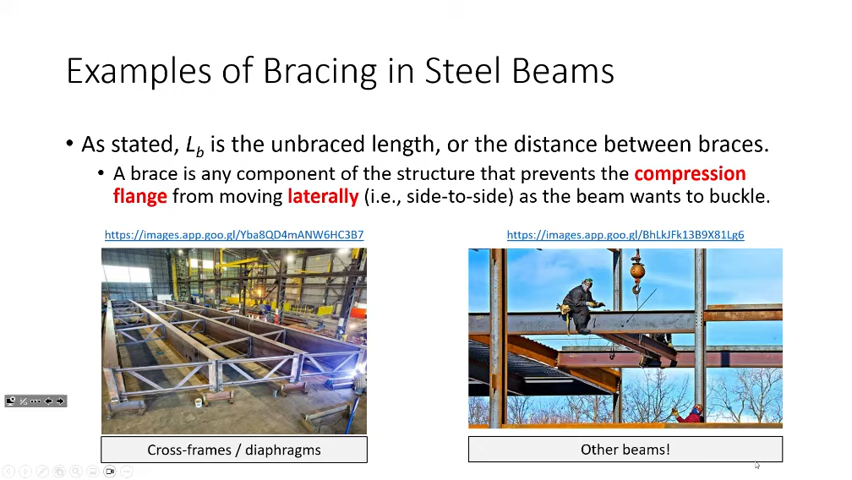 Examples of Bracing in Steel Beams
• As stated, Lb is the unbraced length, or the distance between braces.
• A brace is any component of the structure that prevents the compression
flange from moving laterally (i.e., side-to-side) as the beam wants to buckle.
https://images.app.goo.gl/Yba8QD4mANW6HC3B7
https://images.app.goo.gl/BhLkJFk13B9X81Lg6
Cross-frames / diaphragms
Other beams!